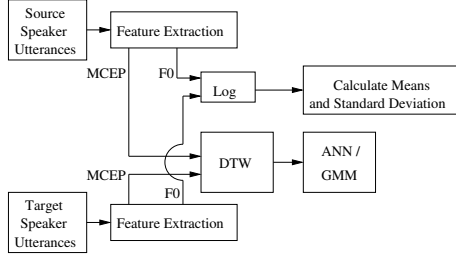 Source
Speaker
Utterances
Feature Extraction
MCEP
F0
Log
Calculate Means
and Standard Deviation
DTW
ANN /
GMM
MCEP
F0
Target
Speaker
Utterances
Feature Extraction